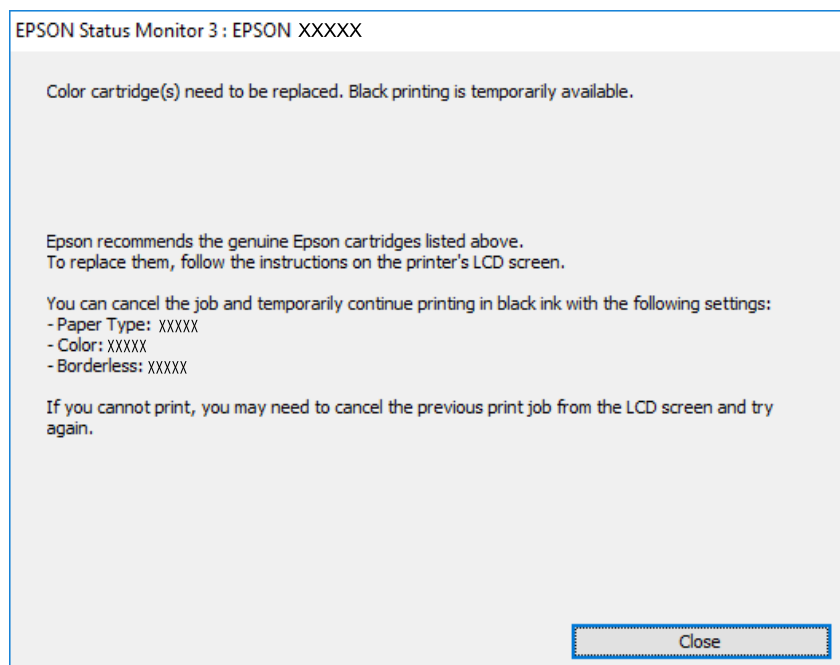 EPSON Status Monitor 3 : EPSON XXXXX
Color cartridge(s) need to be replaced. Black printing is temporarily available.
Epson recommends the genuine Epson cartridges listed above.
To replace them, follow the instructions on the printer's LCD screen.
You can cancel the job and temporarily continue printing in black ink with the following settings:
- Paper Type: XXXXX
- Color: XXXXX
- Borderless: XXXXX
If you cannot print, you may need to cancel the previous print job from the LCD screen and try
again.
Close